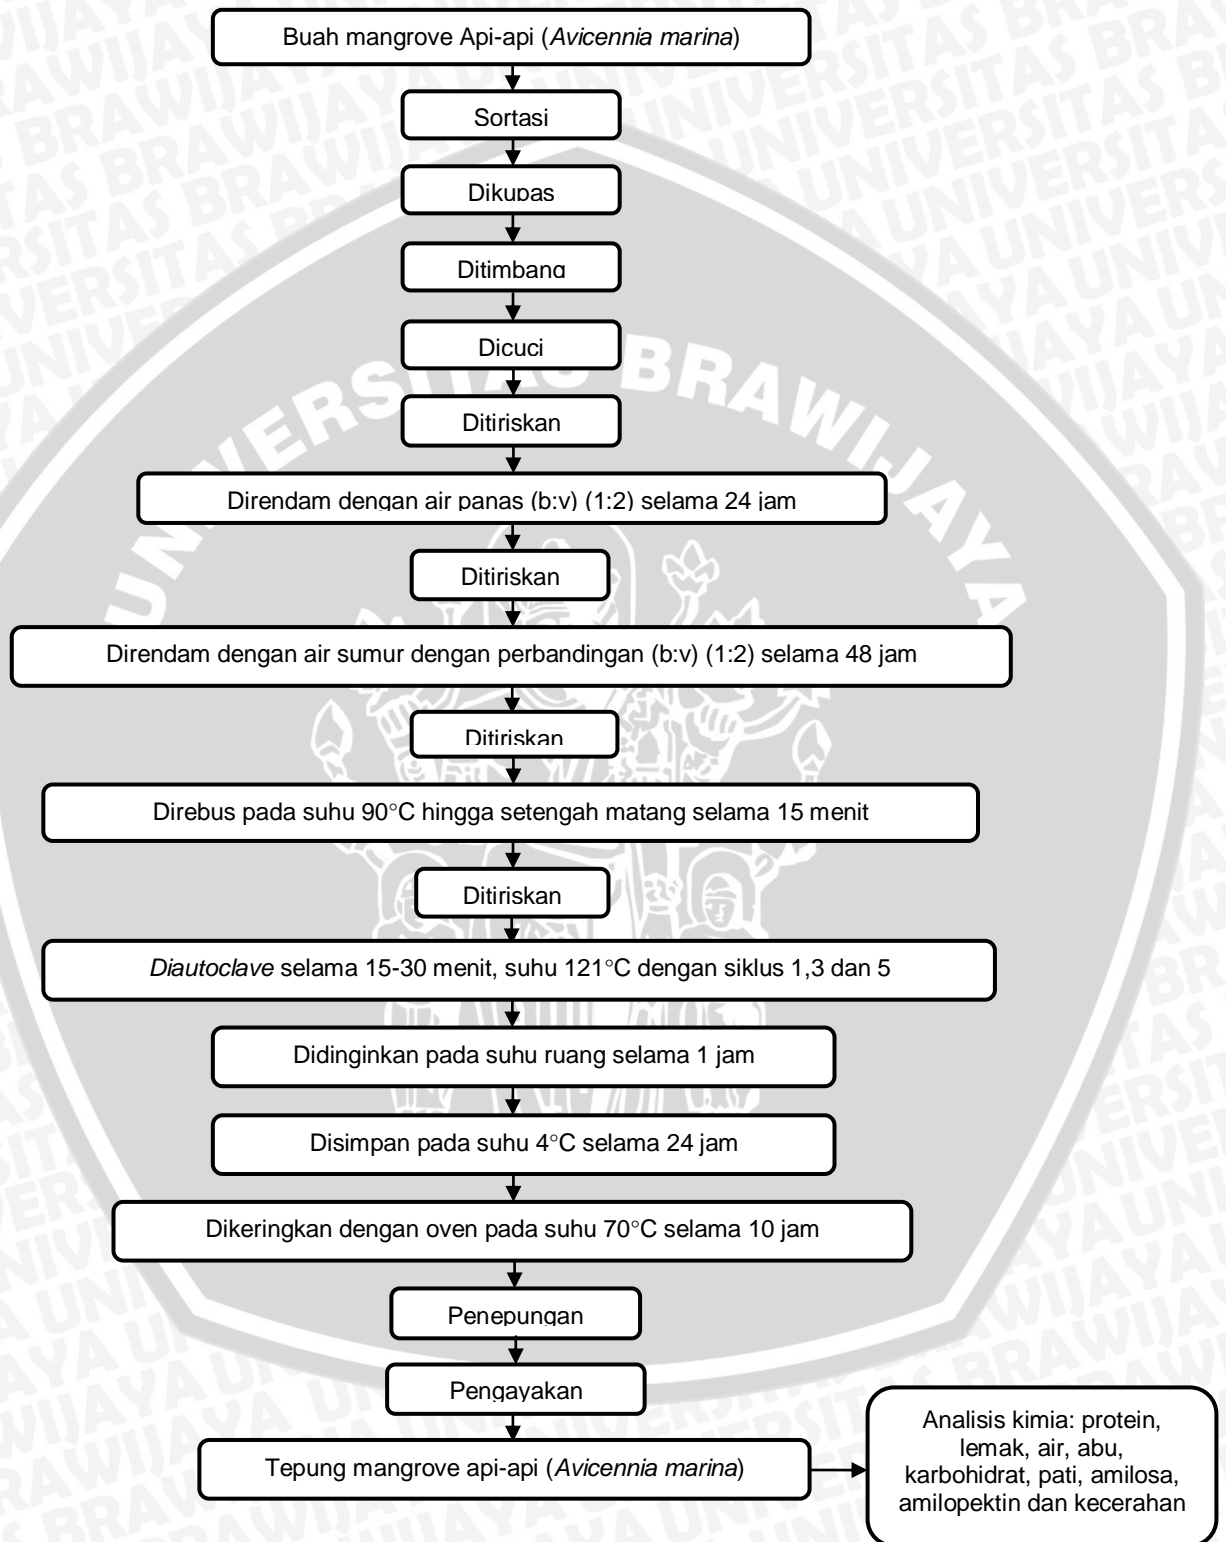 Buah mangrove Api-api (Avicennia marina)
Sortasi
Dikupas
Ditimbang
Dicuci
Ditiriskan
Direndam dengan air panas (b:v) (1:2) selama 24 jam
Ditiriskan
Direndam dengan air sumur dengan perbandingan (b:v) (1:2) selama 48 jam
Ditiriskan
Direbus pada suhu 90°C hingga setengah matang selama 15 menit
Ditiriskan
Diautoclave selama 15-30 menit, suhu 121°C dengan siklus 1,3 dan 5
Didinginkan pada suhu ruang selama 1 jam
Disimpan pada suhu 4°C selama 24 jam
Dikeringkan dengan oven pada suhu 70°C selama 10 jam
Penepungan
Pengayakan
Tepung mangrove api-api (Avicennia marina)
Analisis kimia: protein,
lemak, air, abu,
karbohidrat, pati, amilosa,
amilopektin dan kecerahan
UNIVERSITAS BRAWIJAYA